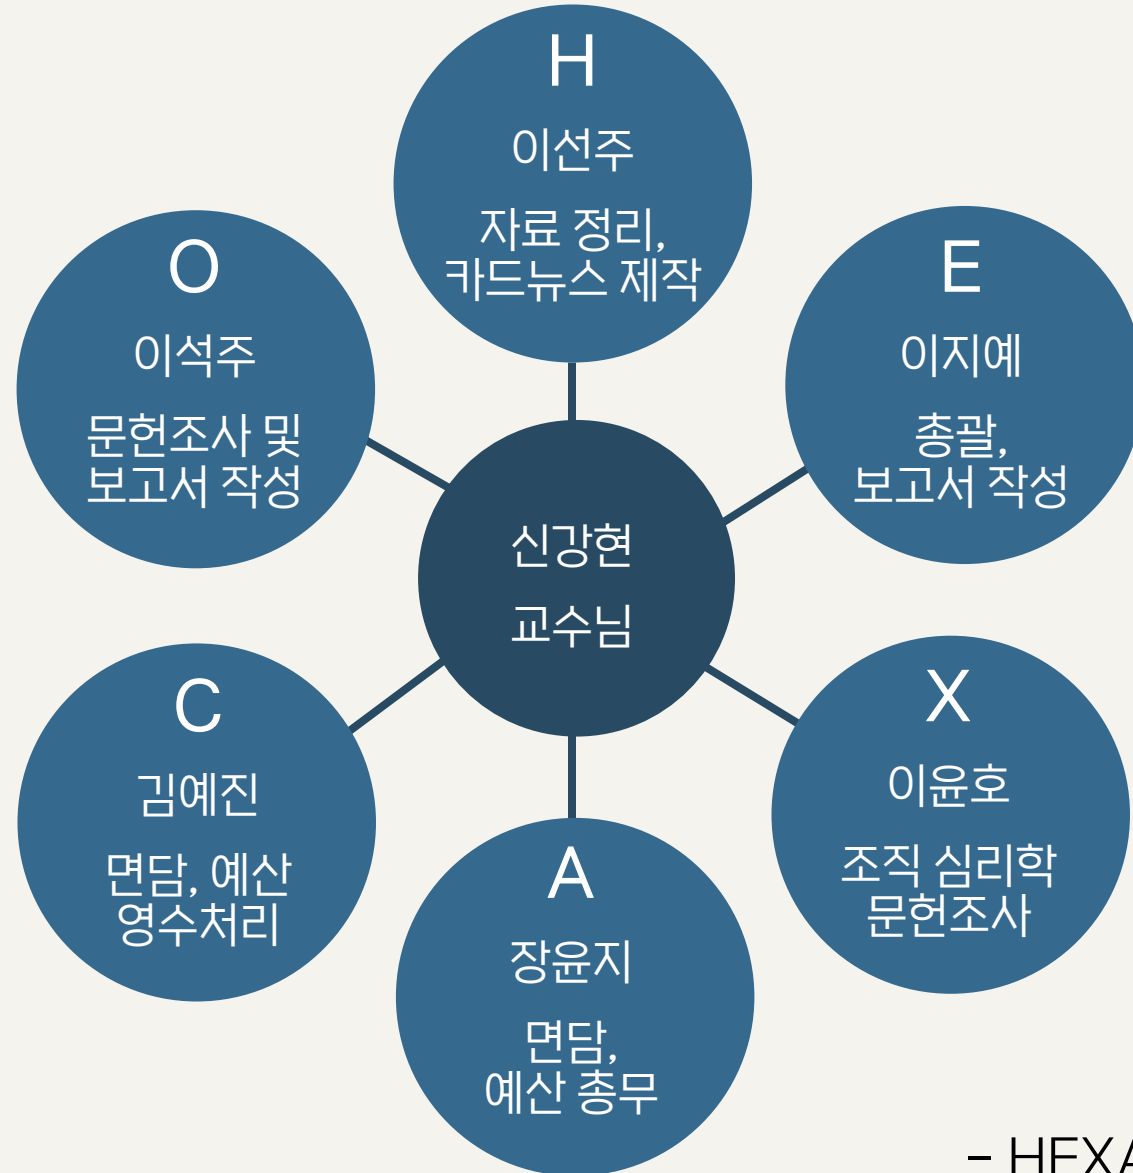 H
이선주
자료 정리,
카드뉴스 제작
E
이지예
총괄,
보고서 작성
X
이윤호
조직 심리학
문헌조사
A
장윤지
면담,
예산 총무
C
김예진
면담, 예산
영수처리
O
이석주
문헌조사 및
보고서 작성
신강현
교수님
– HEXA